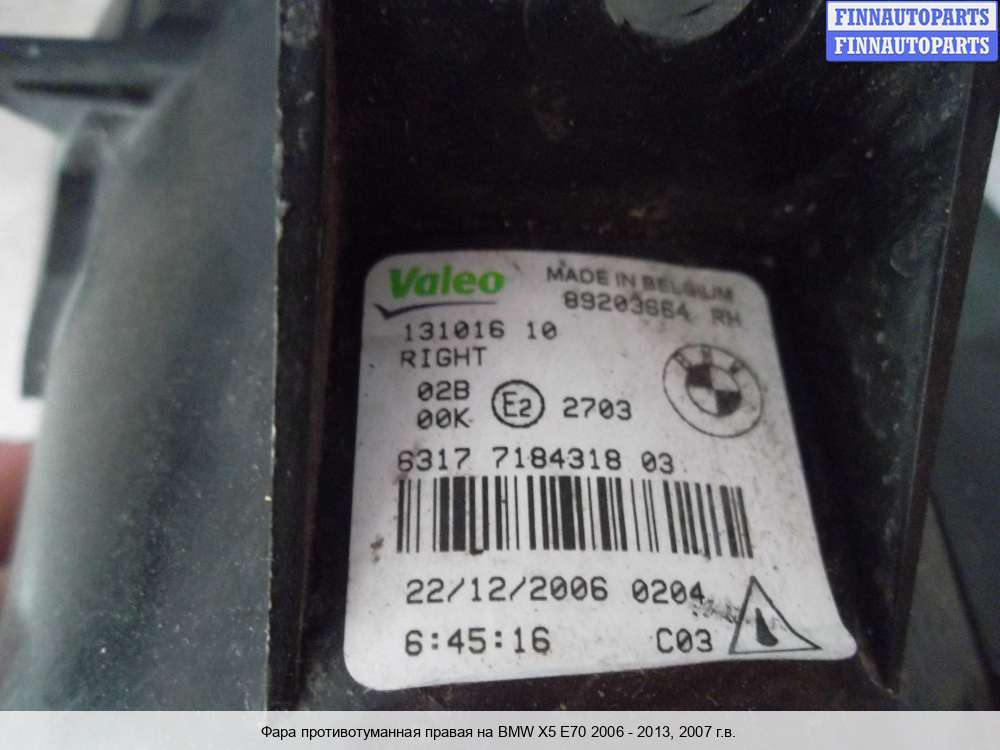 FINNAUTOPARTS
FINNAUTOPARTS
Valeo
MADE IN BELGIUM
89203664 RH
131016 10
RIGHT
BMW
02B
00K
E2
2703
6317 7184318 03
22/12/2006 0204
6:45:16
C03
Фара противотуманная правая на BMW X5 E70 2006 - 2013, 2007 г.в.